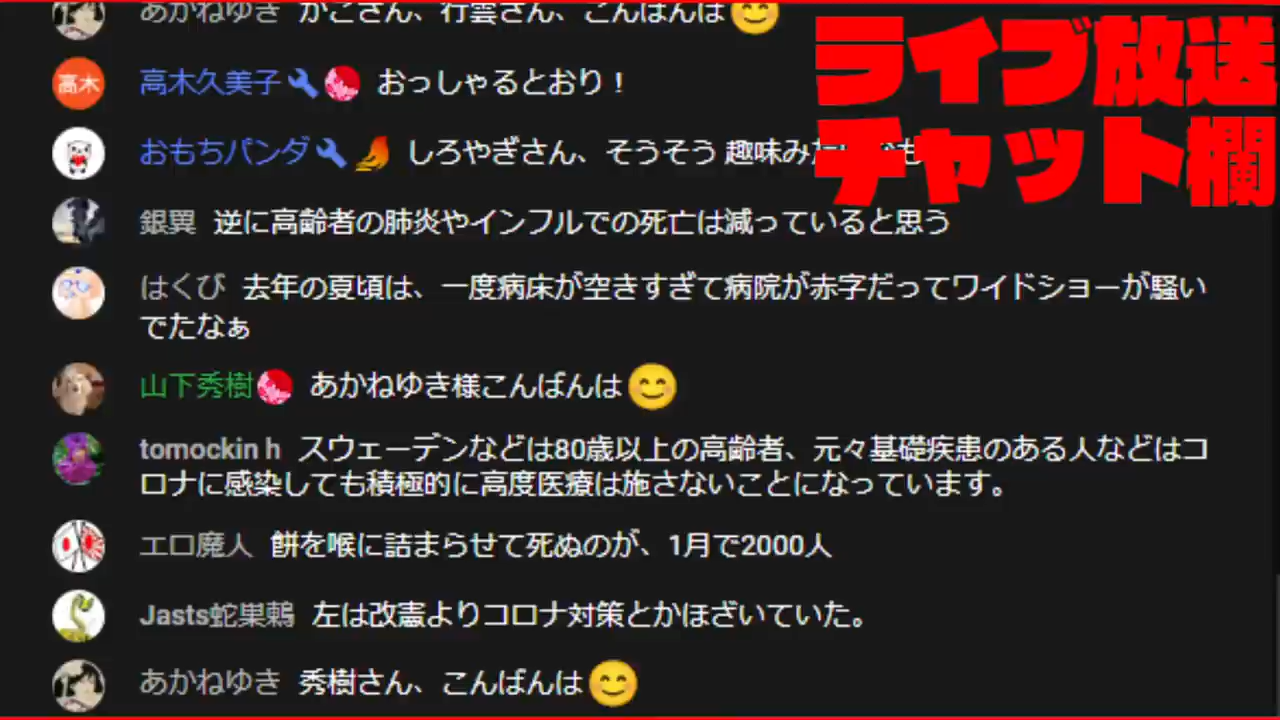 あかねゆき かこさん、行雲さん、こんばんは😊
ライブ放送
チャット欄
高木 高木久美子 おっしゃるとおり！
おもちパンダ しろやぎさん、そうそう 趣味み
銀翼 逆に高齢者の肺炎やインフルでの死亡は減っていると思う
はくび 去年の夏頃は、一度病床が空きすぎて病院が赤字だってワイドショーが騒い
でたなぁ
山下秀樹 あかねゆき様こんばんは😊
tomockin h スウェーデンなどは80歳以上の高齢者、元々基礎疾患のある人などはコ
ロナに感染しても積極的に高度医療は施さないことになっています。
エロ魔人 餅を喉に詰まらせて死ぬのが、1月で2000人
Jasts蛇巣鶫 左は改憲よりコロナ対策とかほざいていた。
あかねゆき 秀樹さん、こんばんは😊